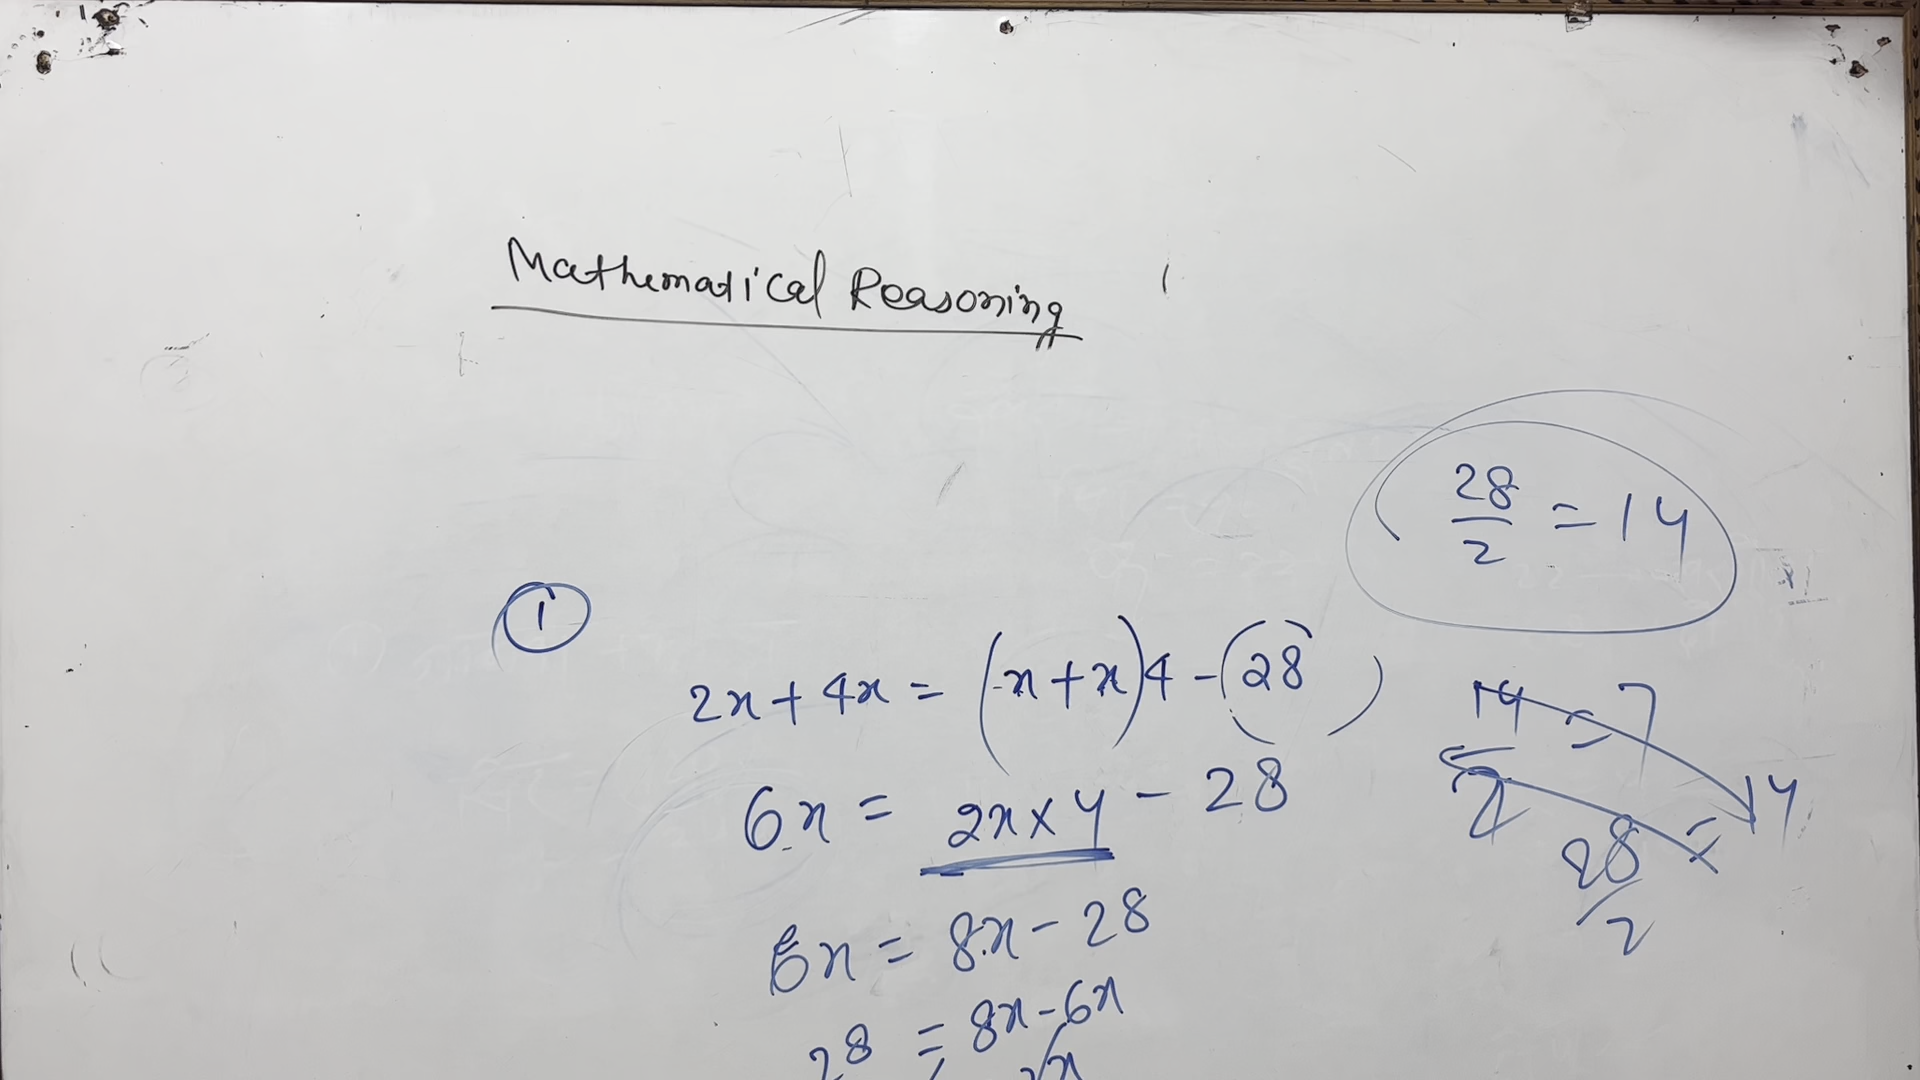 Mathematical Reasoning
28/2 = 14
①
2x + 4x = (x + x)4 - (28)
14/2 = 7
6x = 2x × 4 - 28
28/2 = 14
6x = 8x - 28
28 = 8x - 6x